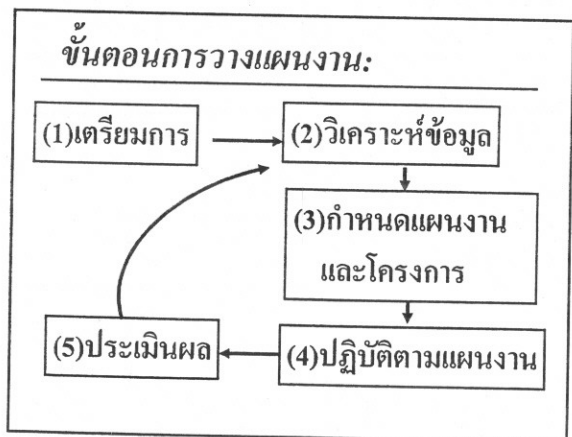 ขั้นตอนการวางแผนงาน:
(1)เตรียมการ
(2)วิเคราะห์ข้อมูล
(3)กำหนดแผนงาน
และโครงการ
(4)ปฏิบัติตามแผนงาน
(5)ประเมินผล